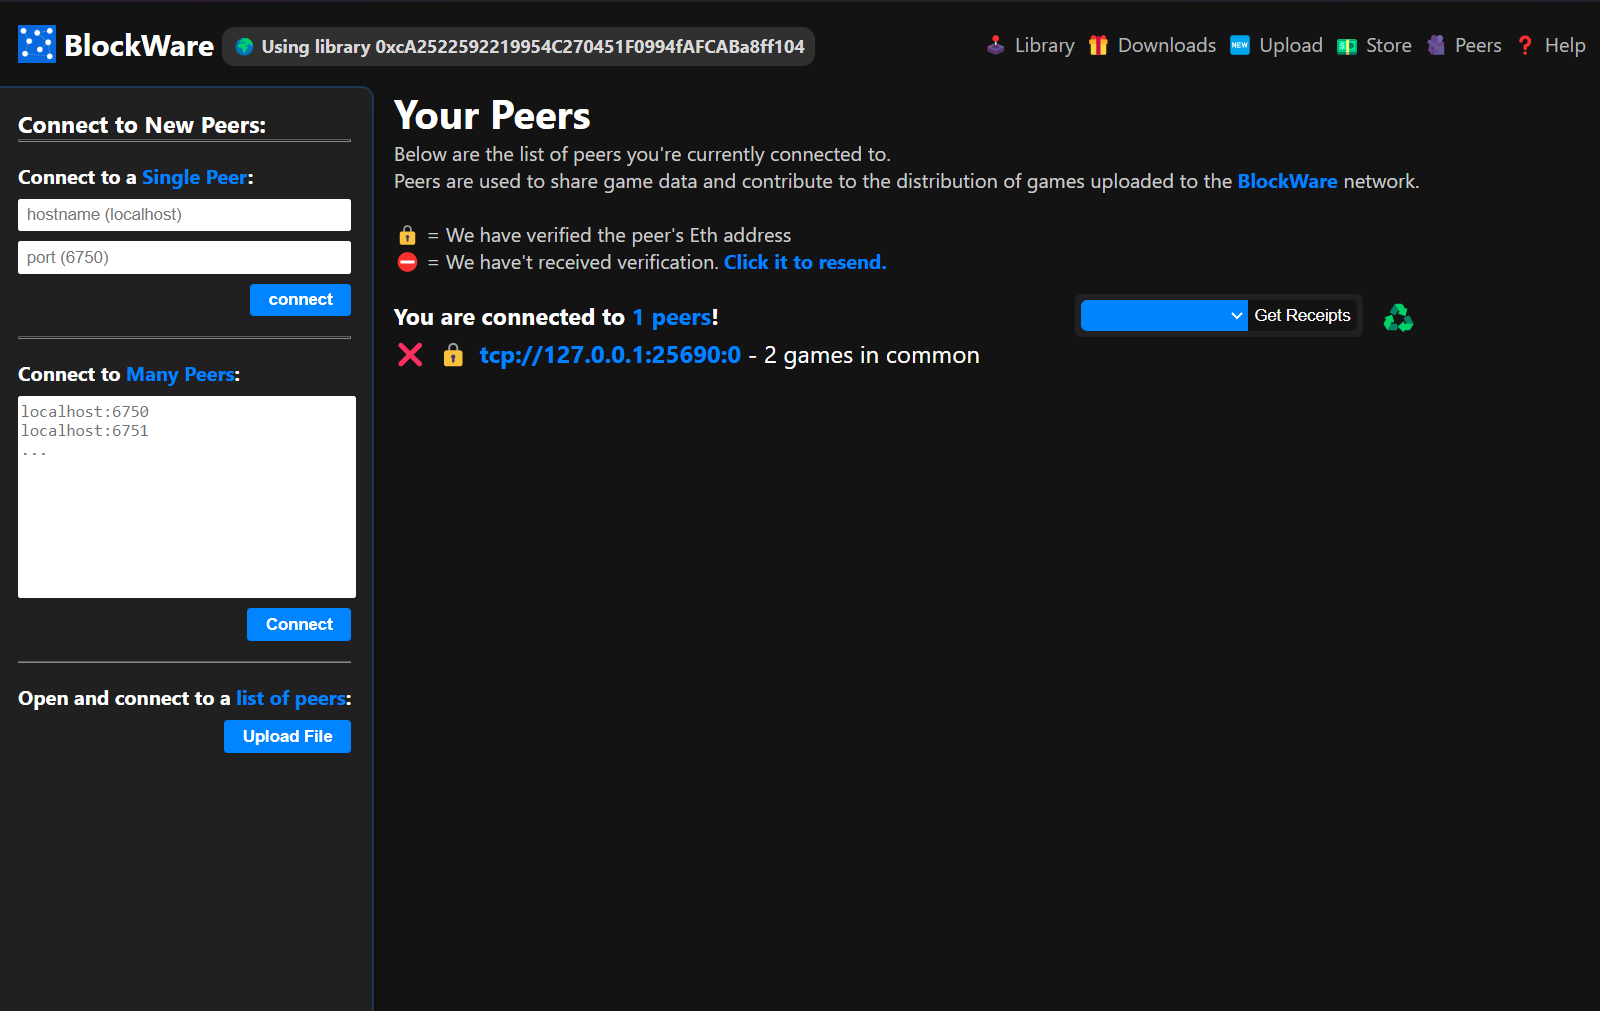 BlockWare
Using library 0xcA2522592219954C270451F0994fAFCABa8ff104
Library
Downloads
NEW
Upload
Store
Peers
Help
Connect to New Peers:
Connect to a Single Peer:
hostname (localhost)
port (6750)
connect
Connect to Many Peers:
localhost:6750
localhost:6751
...
Connect
Open and connect to a list of peers:
Upload File
Your Peers
Below are the list of peers you're currently connected to.
Peers are used to share game data and contribute to the distribution of games uploaded to the BlockWare network.
= We have verified the peer's Eth address
= We have't received verification. Click it to resend.
You are connected to 1 peers!
Get Receipts
tcp://127.0.0.1:25690:0 - 2 games in common